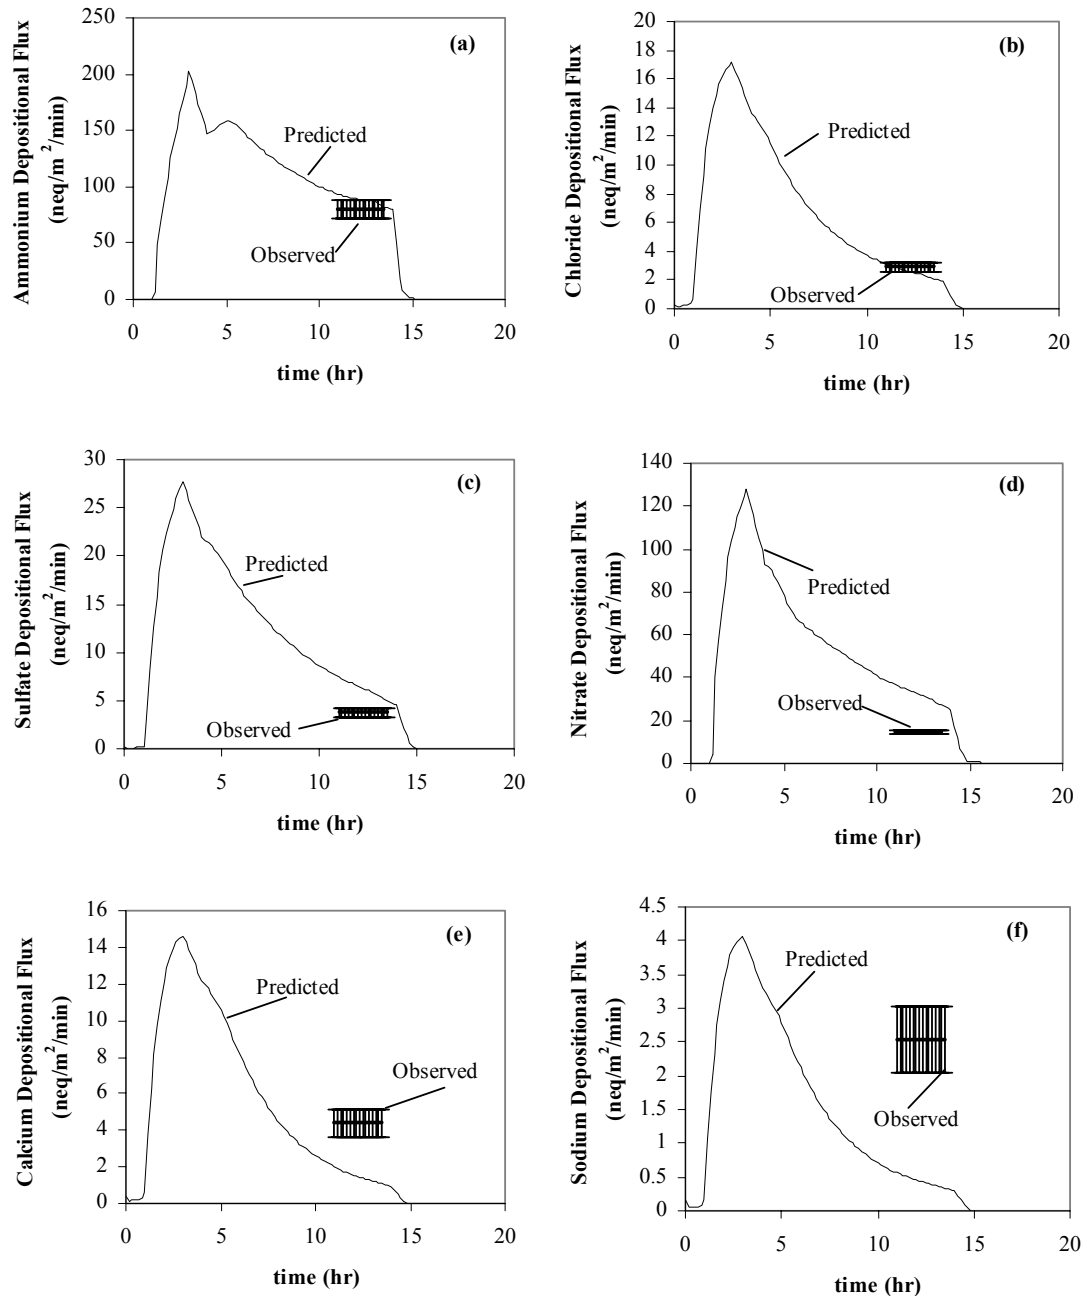 Ammonium Depositional Flux
(neq/m²/min)
250
200
150
100
50
0
(a)
Predicted
Observed
0 5 10 15 20
time (hr)
Chloride Depositional Flux
(neq/m²/min)
20
18
16
14
12
10
8
6
4
2
0
(b)
Predicted
Observed
0 5 10 15 20
time (hr)
Sulfate Depositional Flux
(neq/m²/min)
30
25
20
15
10
5
0
(c)
Predicted
Observed
0 5 10 15 20
time (hr)
Nitrate Depositional Flux
(neq/m²/min)
140
120
100
80
60
40
20
0
(d)
Predicted
Observed
0 5 10 15 20
time (hr)
Calcium Depositional Flux
(neq/m²/min)
16
14
12
10
8
6
4
2
0
(e)
Predicted
Observed
0 5 10 15 20
time (hr)
Sodium Depositional Flux
(neq/m²/min)
4.5
4
3.5
3
2.5
2
1.5
1
0.5
0
(f)
Predicted
Observed
0 5 10 15 20
time (hr)